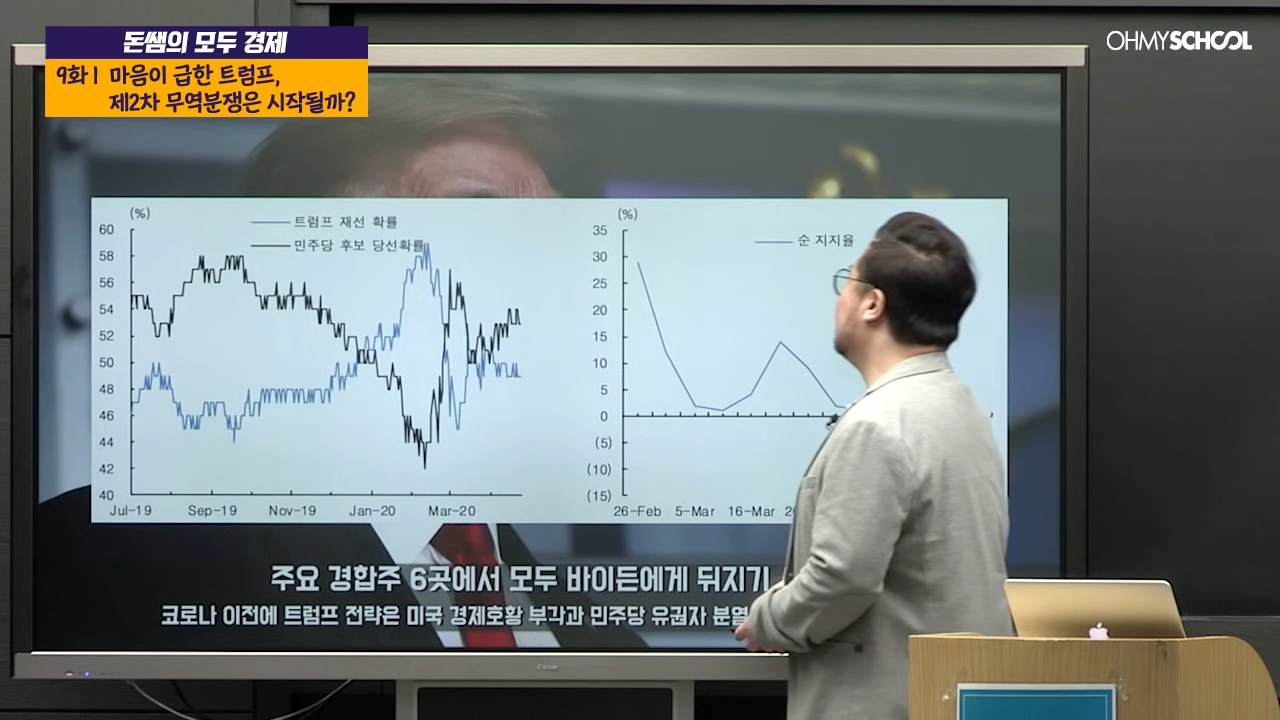 돈쌤의 모두 경제
9화 | 마음이 급한 트럼프,
제2차 무역분쟁은 시작될까?
OHMYSCHOOL
(%)
트럼프 재선 확률
민주당 후보 당선확률
60
58
56
54
52
50
48
46
44
42
40
Jul-19 Sep-19 Nov-19 Jan-20 Mar-20
(%)
순 지지율
35
30
25
20
15
10
5
0
(5)
(10)
(15)
26-Feb 5-Mar 16-Mar
주요 경합주 6곳에서 모두 바이든에게 뒤지기
코로나 이전에 트럼프 전략은 미국 경제호황 부각과 민주당 유권자 분열